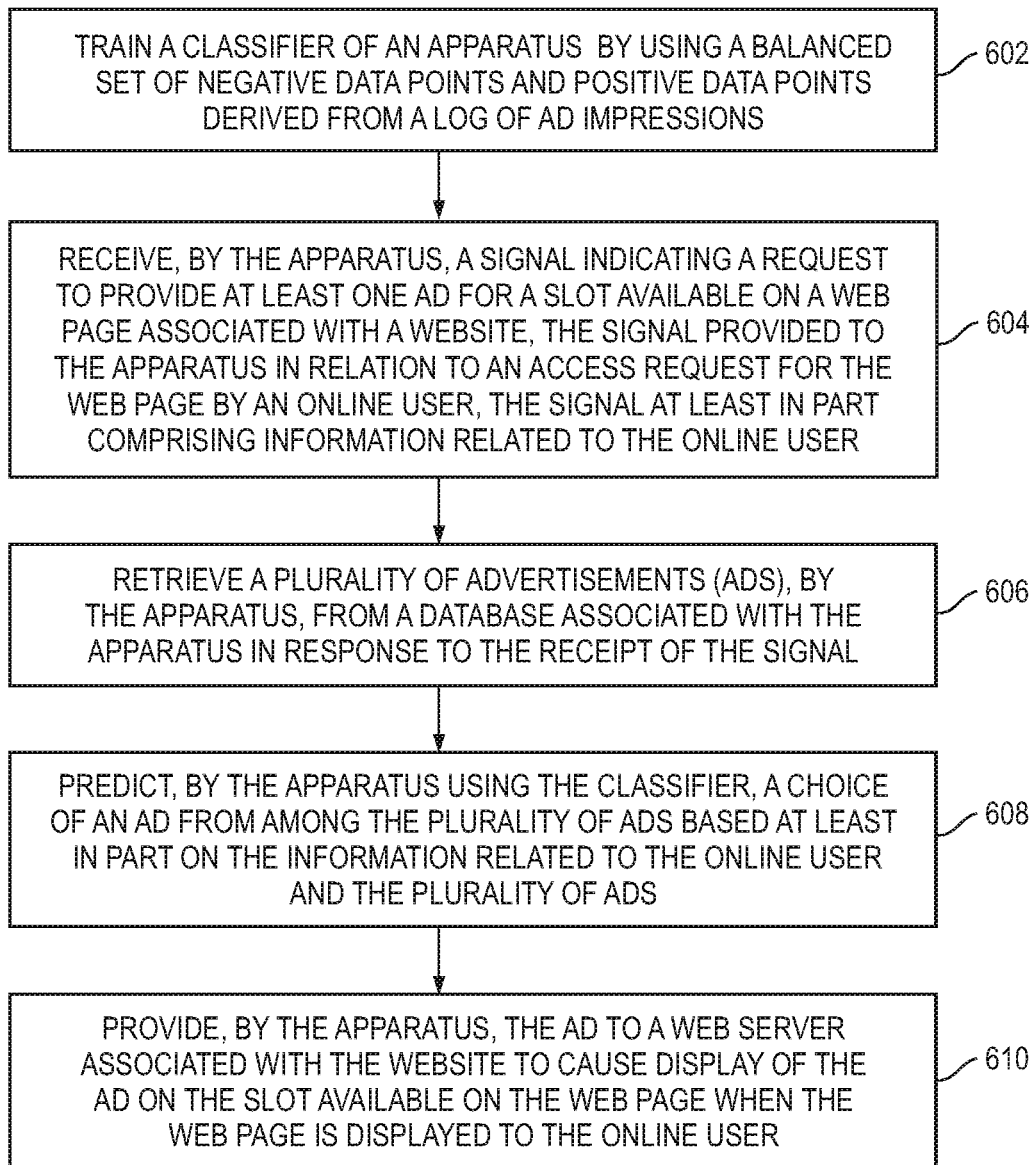 TRAIN A CLASSIFIER OF AN APPARATUS BY USING A BALANCED
SET OF NEGATIVE DATA POINTS AND POSITIVE DATA POINTS
DERIVED FROM A LOG OF AD IMPRESSIONS
602
RECEIVE, BY THE APPARATUS, A SIGNAL INDICATING A REQUEST
TO PROVIDE AT LEAST ONE AD FOR A SLOT AVAILABLE ON A WEB
PAGE ASSOCIATED WITH A WEBSITE, THE SIGNAL PROVIDED TO
THE APPARATUS IN RELATION TO AN ACCESS REQUEST FOR THE
WEB PAGE BY AN ONLINE USER, THE SIGNAL AT LEAST IN PART
COMPRISING INFORMATION RELATED TO THE ONLINE USER
604
RETRIEVE A PLURALITY OF ADVERTISEMENTS (ADS), BY
THE APPARATUS, FROM A DATABASE ASSOCIATED WITH THE
APPARATUS IN RESPONSE TO THE RECEIPT OF THE SIGNAL
606
PREDICT, BY THE APPARATUS USING THE CLASSIFIER, A CHOICE
OF AN AD FROM AMONG THE PLURALITY OF ADS BASED AT LEAST
IN PART ON THE INFORMATION RELATED TO THE ONLINE USER
AND THE PLURALITY OF ADS
608
PROVIDE, BY THE APPARATUS, THE AD TO A WEB SERVER
ASSOCIATED WITH THE WEBSITE TO CAUSE DISPLAY OF THE
AD ON THE SLOT AVAILABLE ON THE WEB PAGE WHEN THE
WEB PAGE IS DISPLAYED TO THE ONLINE USER
610